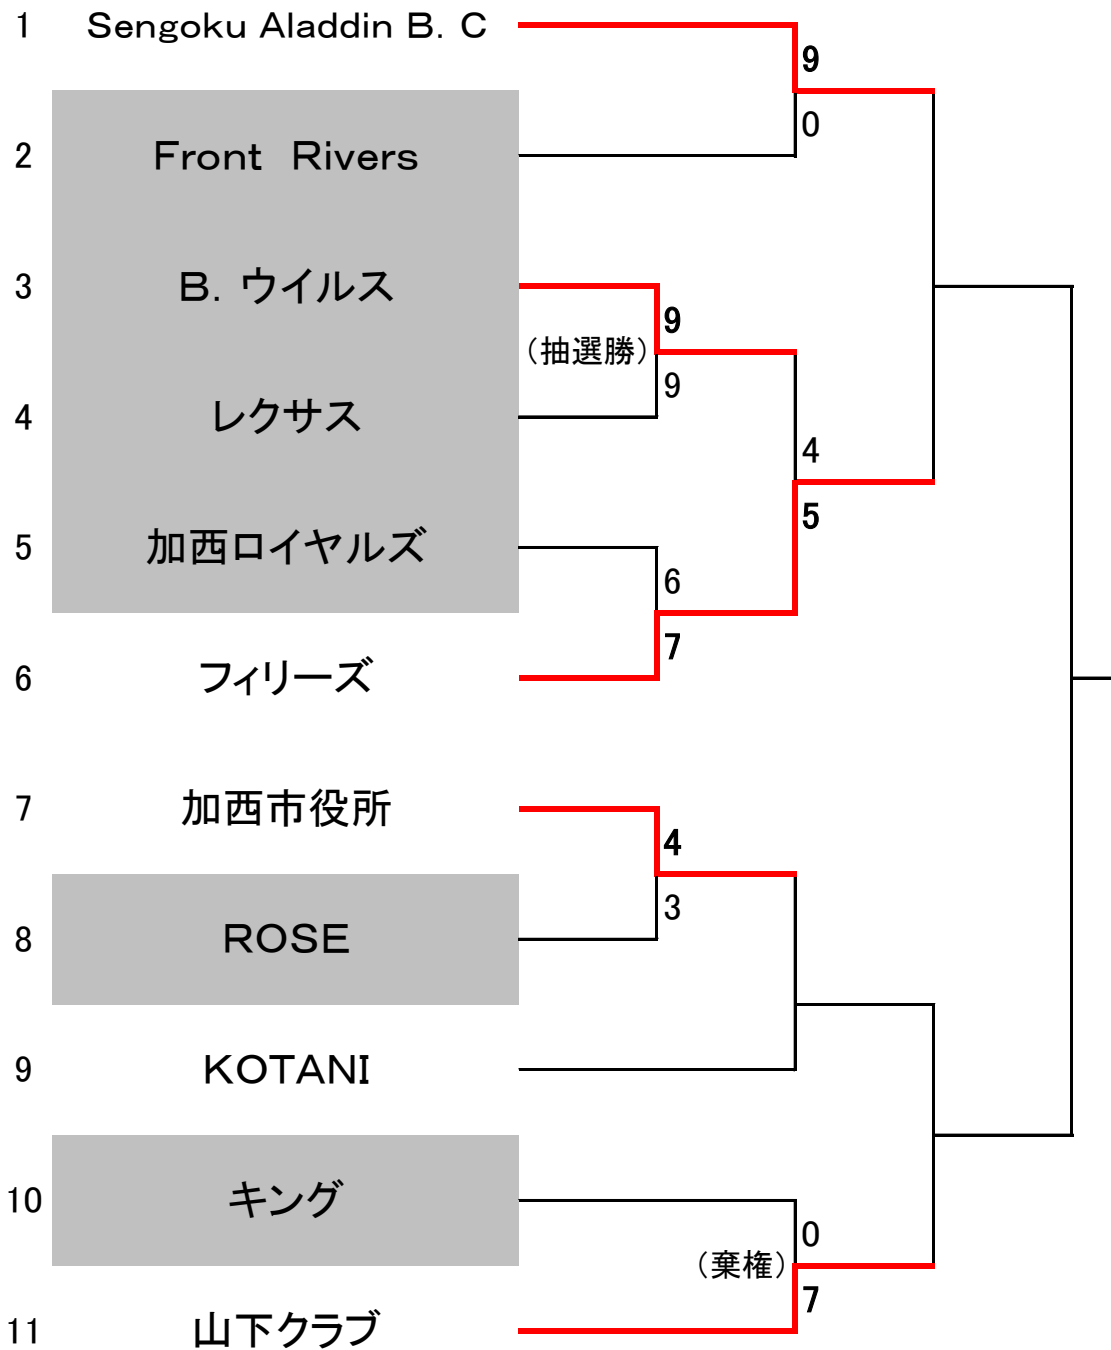 1 Sengoku Aladdin B．C
9
0
2 Front　Rivers
3 B．ウイルス
9
（抽選勝）
9
4 レクサス
4
5
5 加西ロイヤルズ
6
7
6 フィリーズ
7 加西市役所
4
3
8 ROSE
9 KOTANI
10 キング
0
（棄権）
7
11 山下クラブ